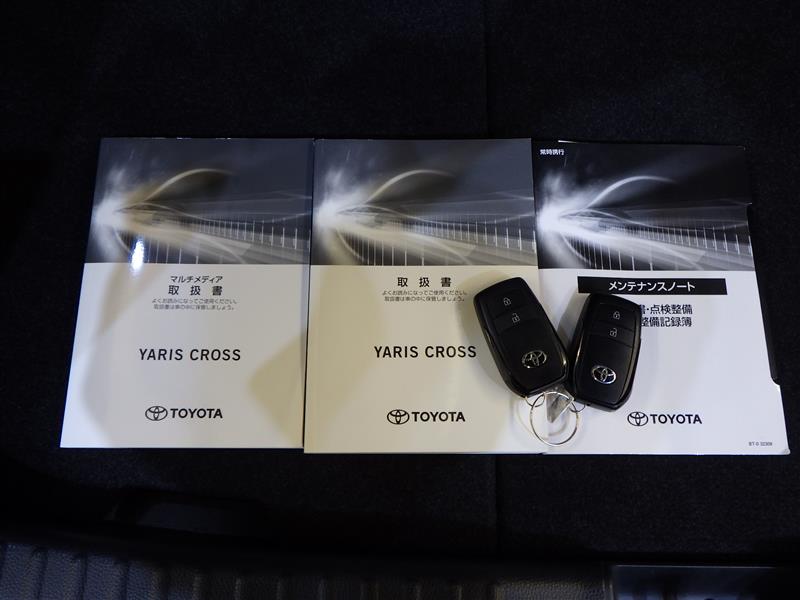 マルチメディア
取扱書
よくお読みになってご使用ください。
取扱書は車の中に保管しましょう。
YARIS CROSS
TOYOTA
取扱書
よくお読みになってご使用ください。
取扱書は車の中に保管しましょう。
YARIS CROSS
TOYOTA
常時携行
メンテナンスノート
・点検整備
整備記録簿
TOYOTA